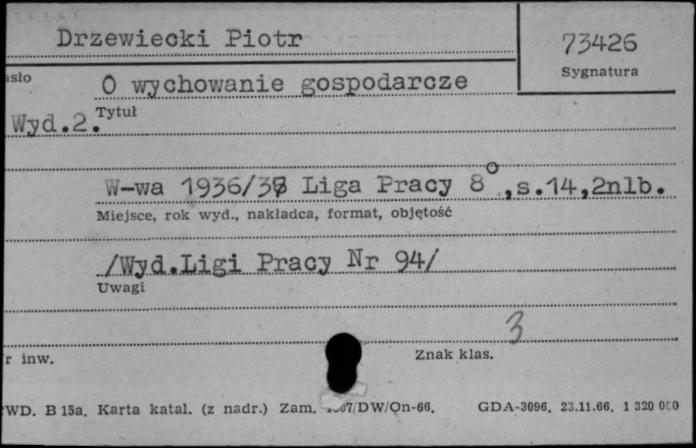 Drzewiecki Piotr
73426
Sygnatura
asło
O wychowanie gospodarcze
Tytuł
Wyd.2.
W-wa 1936/37 Liga Pracy 8°,s.14,2nlb.
Miejsce, rok wyd., nakładca, format, objętość
/Wyd.Ligi Pracy Nr 94/
Uwagi
3
r inw.
Znak klas.
WD. B 15a. Karta katal. (z nadr.) Zam. /DW/On-66. GDA-3096. 23.11.66. 1 320 000